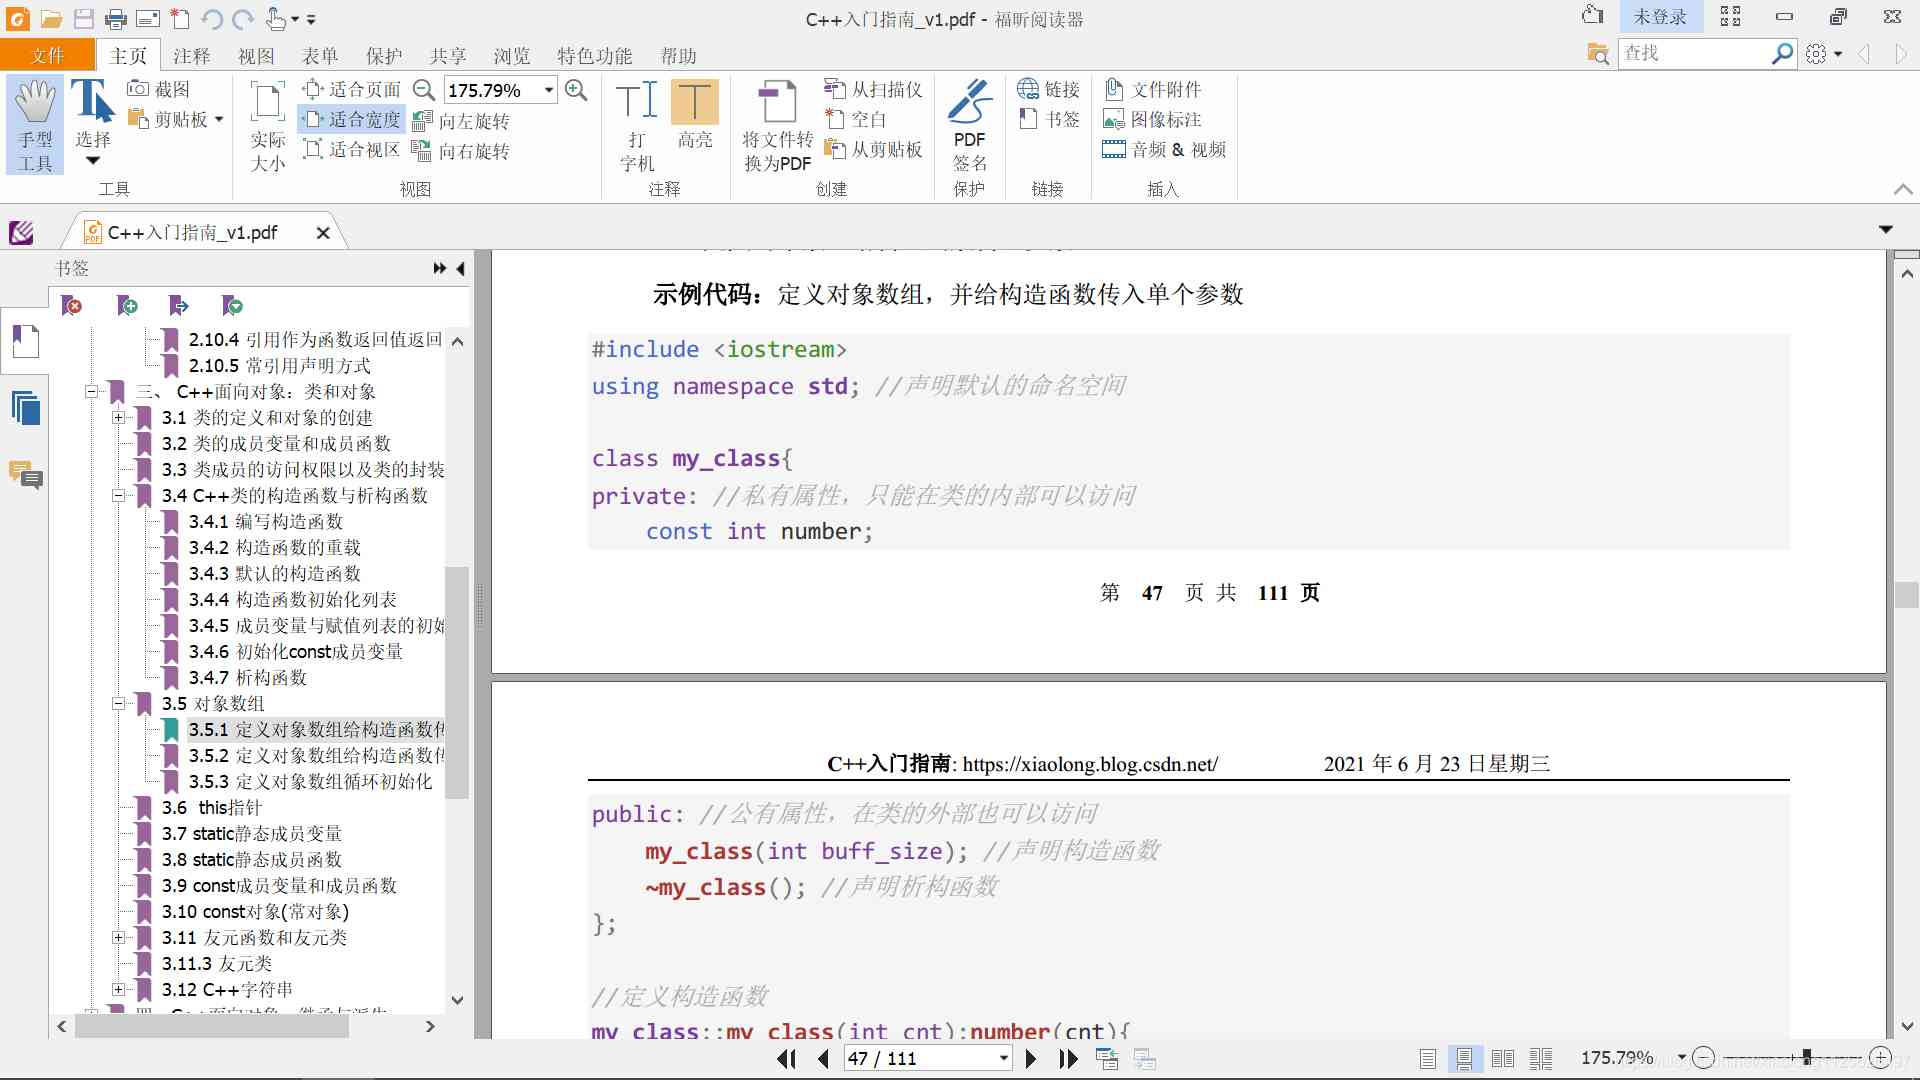 C++入门指南_v1.pdf - 福昕阅读器
未登录
文件 主页 注释 视图 表单 保护 共享 浏览 特色功能 帮助
查找
手型工具
选择
截图
剪贴板
工具
实际大小
适合页面
适合宽度
适合视区
175.79%
向左旋转
向右旋转
视图
打字机
高亮
注释
将文件转换为PDF
从扫描仪
空白
从剪贴板
创建
PDF签名
保护
链接
书签
链接
文件附件
图像标注
音频 & 视频
插入
C++入门指南_v1.pdf
书签
2.10.4 引用作为函数返回值返回
2.10.5 常引用声明方式
三、 C++面向对象：类和对象
3.1 类的定义和对象的创建
3.2 类的成员变量和成员函数
3.3 类成员的访问权限以及类的封装
3.4 C++类的构造函数与析构函数
3.4.1 编写构造函数
3.4.2 构造函数的重载
3.4.3 默认的构造函数
3.4.4 构造函数初始化列表
3.4.5 成员变量与赋值列表的初始
3.4.6 初始化const成员变量
3.4.7 析构函数
3.5 对象数组
3.5.1 定义对象数组给构造函数传
3.5.2 定义对象数组给构造函数传
3.5.3 定义对象数组循环初始化
3.6 this指针
3.7 static静态成员变量
3.8 static静态成员函数
3.9 const成员变量和成员函数
3.10 const对象(常对象)
3.11 友元函数和友元类
3.11.3 友元类
3.12 C++字符串
示例代码：定义对象数组，并给构造函数传入单个参数
#include <iostream>
using namespace std; //声明默认的命名空间
class my_class{
private: //私有属性，只能在类的内部可以访问
const int number;
第 47 页 共 111 页
C++入门指南: https://xiaolong.blog.csdn.net/ 2021 年 6 月 23 日星期三
public: //公有属性，在类的外部也可以访问
my_class(int buff_size); //声明构造函数
~my_class(); //声明析构函数
};
//定义构造函数
my_class::my_class(int cnt):number(cnt){
47 / 111
175.79%